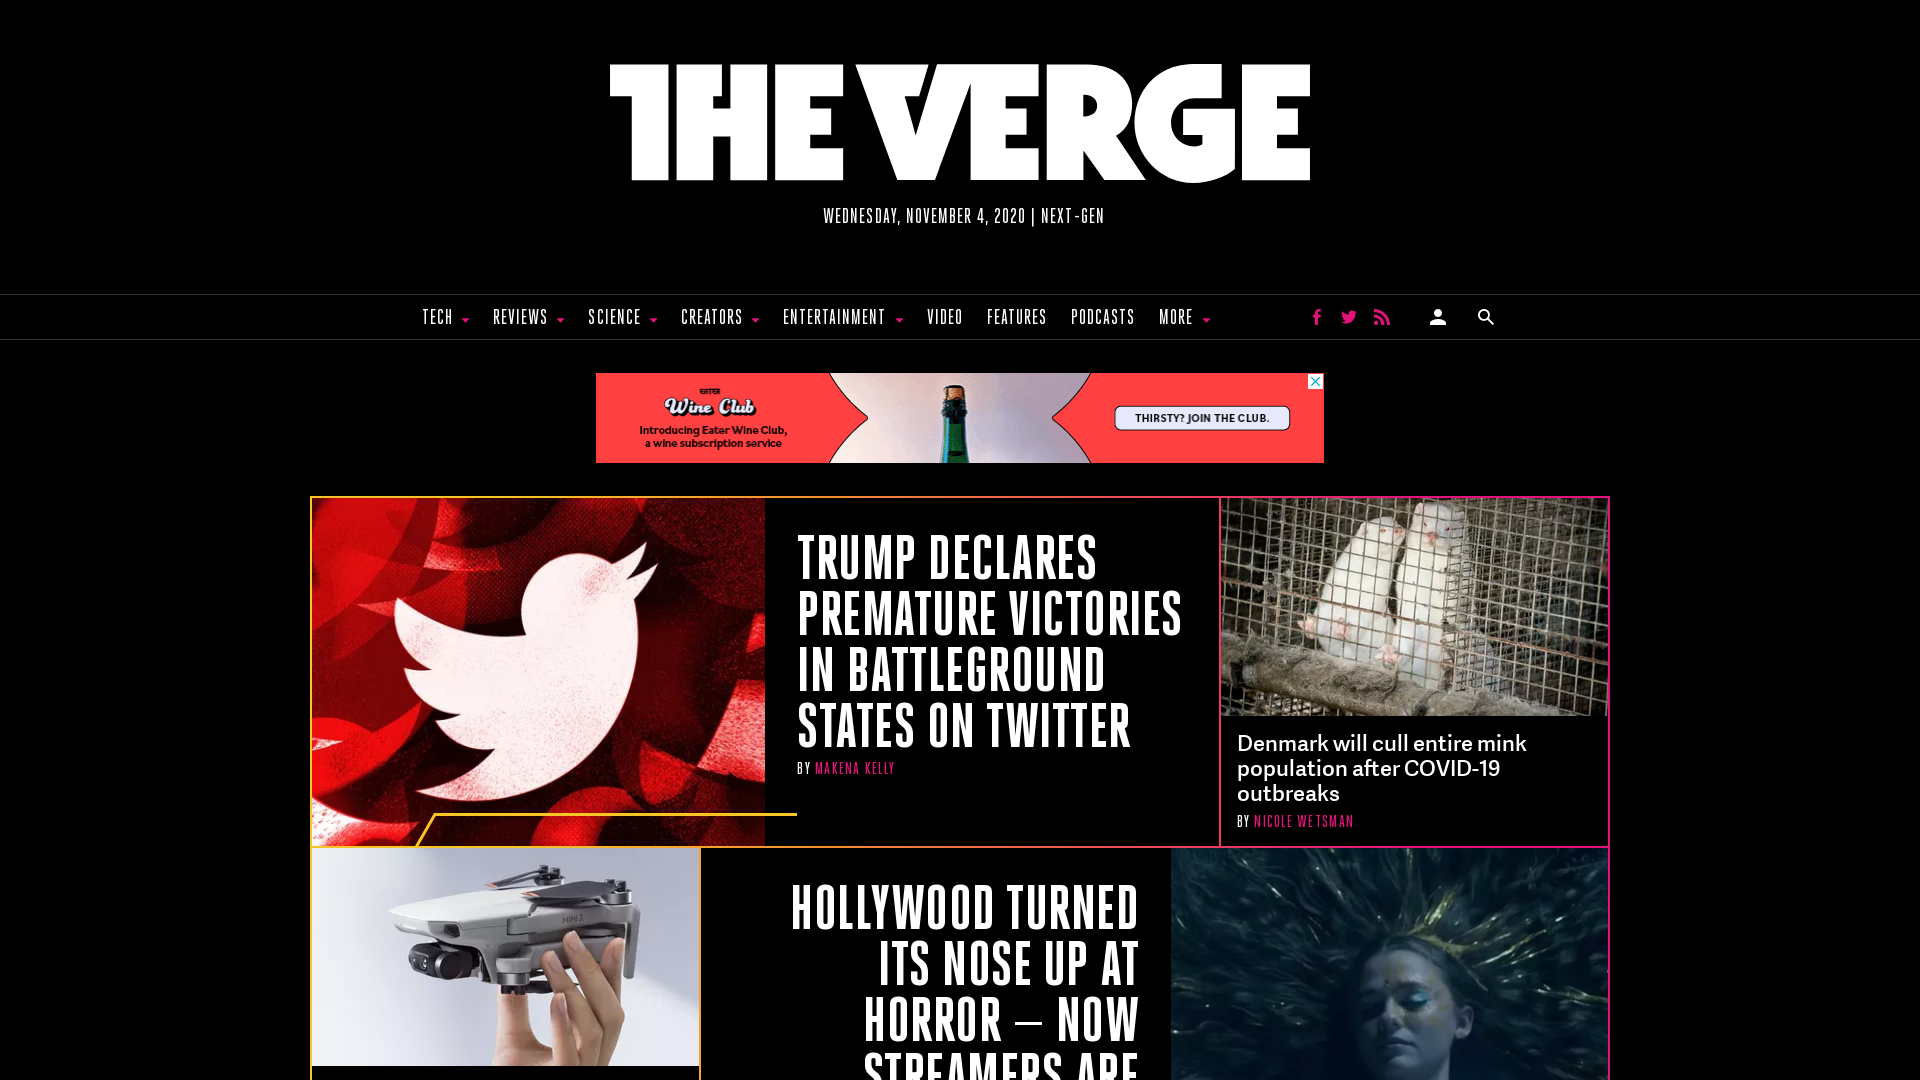 THE VERGE
WEDNESDAY, NOVEMBER 4, 2020 | NEXT-GEN
TECH REVIEWS SCIENCE CREATORS ENTERTAINMENT VIDEO FEATURES PODCASTS MORE
EATER
Wine Club
Introducing Eater Wine Club,
a wine subscription service
THIRSTY? JOIN THE CLUB.
TRUMP DECLARES
PREMATURE VICTORIES
IN BATTLEGROUND
STATES ON TWITTER
BY MAKENA KELLY
Denmark will cull entire mink
population after COVID-19
outbreaks
BY NICOLE WETSMAN
MINI 2
HOLLYWOOD TURNED
ITS NOSE UP AT
HORROR — NOW
STREAMERS ARE